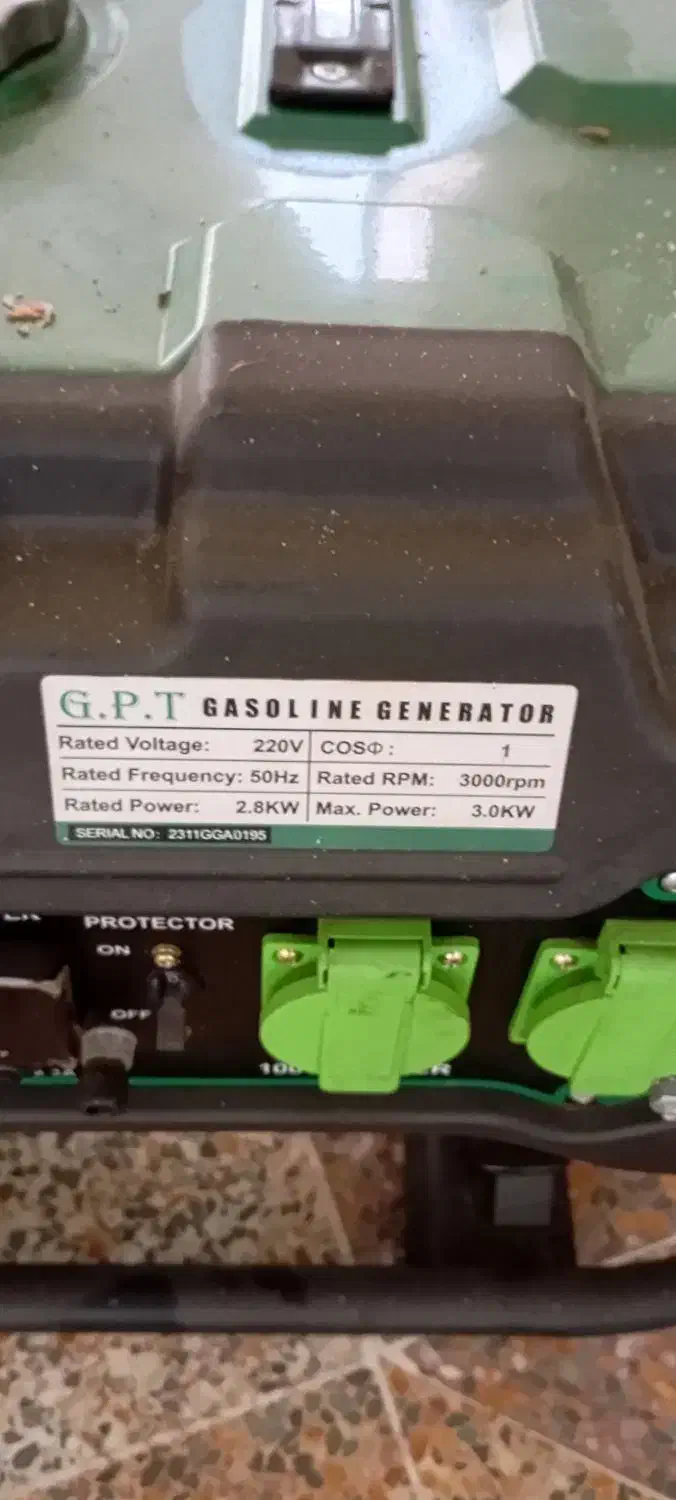 G.P.T GASOLINE GENERATOR
Rated Voltage: 220V COSΦ: 1
Rated Frequency: 50Hz Rated RPM: 3000rpm
Rated Power: 2.8KW Max. Power: 3.0KW
SERIAL NO: 2311GGA0195
PROTECTOR
ON
OFF